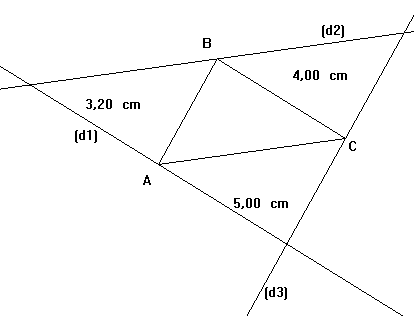 (d2)
B
4,00 cm
3,20 cm
(d1)
C
A
5,00 cm
(d3)